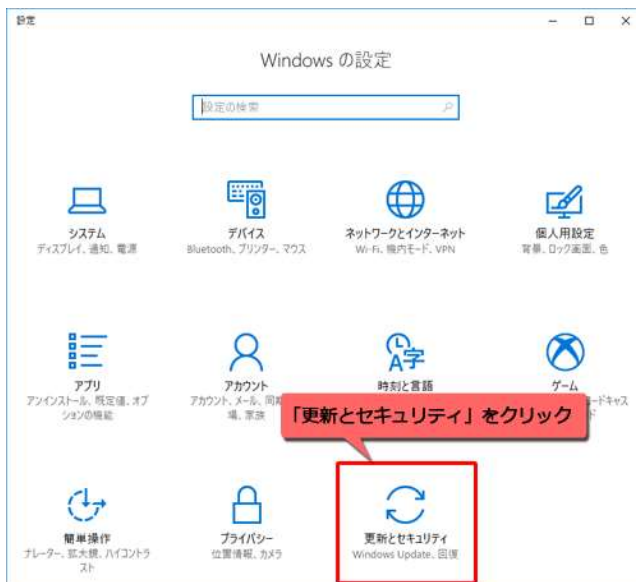 設定
Windows の設定
設定の検索
システム
ディスプレイ、通知、電源
デバイス
Bluetooth、プリンター、マウス
ネットワークとインターネット
Wi-Fi、機内モード、VPN
個人用設定
背景、ロック画面、色
アプリ
アンインストール、既定値、オプ
ションの機能
アカウント
アカウント、メール、同期
場、家族
時刻と言語
ゲーム
ードキャス
ド
「更新とセキュリティ」をクリック
簡単操作
ナレーター、拡大鏡、ハイコントラ
スト
プライバシー
位置情報、カメラ
更新とセキュリティ
Windows Update、回復